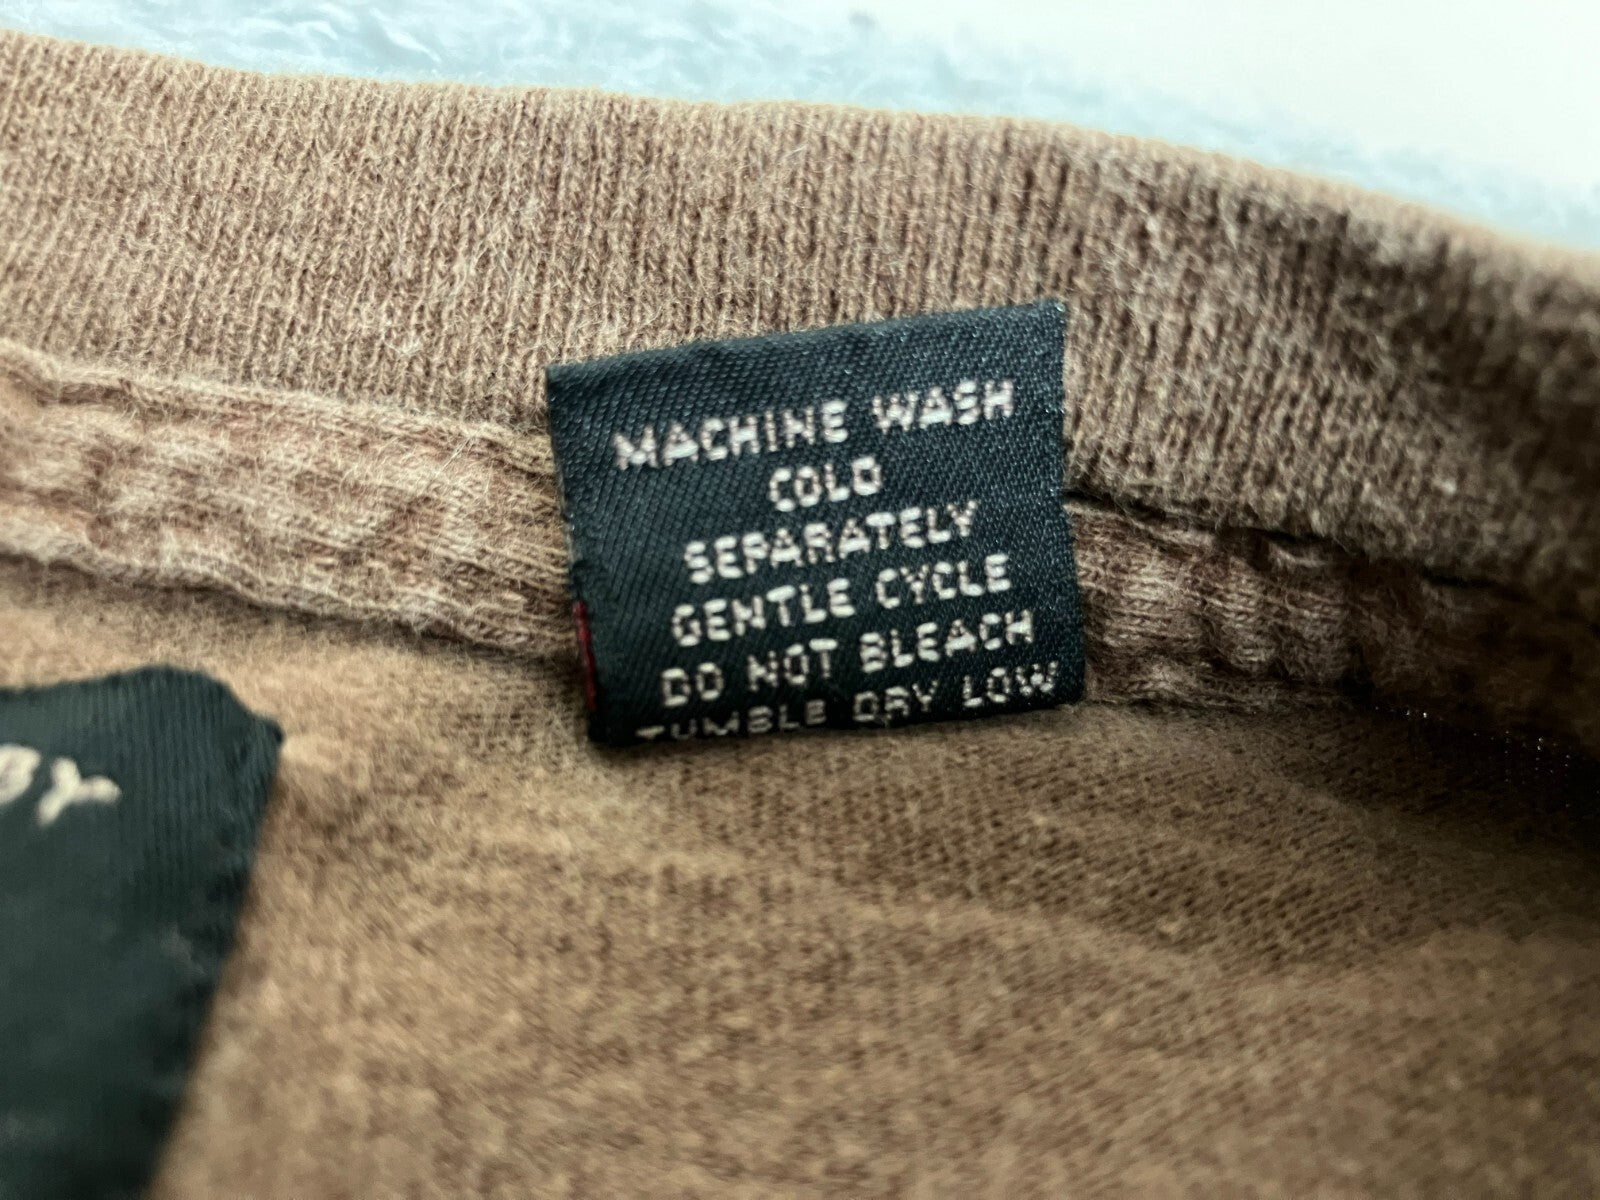 MACHINE WASH
COLD
SEPARATELY
GENTLE CYCLE
DO NOT BLEACH
TUMBLE DRY LOW